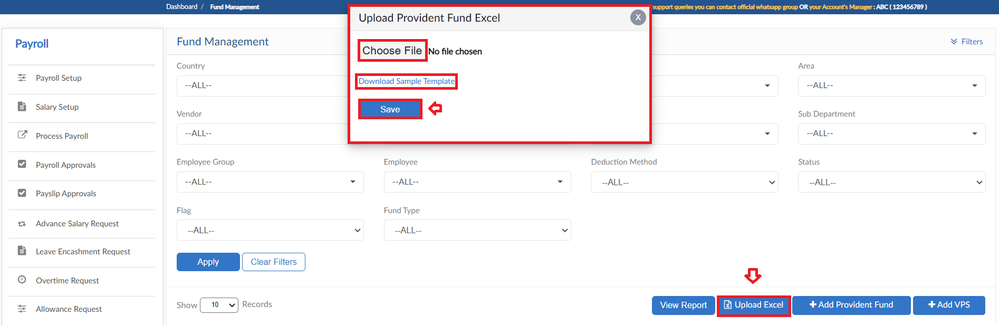 Dashboard / Fund Management
support queries you can contact official whatsapp group OR your Account's Manager : ABC ( 123456789 )
Upload Provident Fund Excel
X
Choose File No file chosen
Download Sample Template
Save
Payroll
Payroll Setup
Salary Setup
Process Payroll
Payroll Approvals
Payslip Approvals
Advance Salary Request
Leave Encashment Request
Overtime Request
Allowance Request
Fund Management
Filters
Country
Area
--ALL--
--ALL--
Vendor
Sub Department
--ALL--
--ALL--
Employee Group
Employee
Deduction Method
Status
--ALL--
--ALL--
--ALL--
--ALL--
Flag
Fund Type
--ALL--
--ALL--
Apply
Clear Filters
Show 10 Records
View Report
Upload Excel
Add Provident Fund
Add VPS